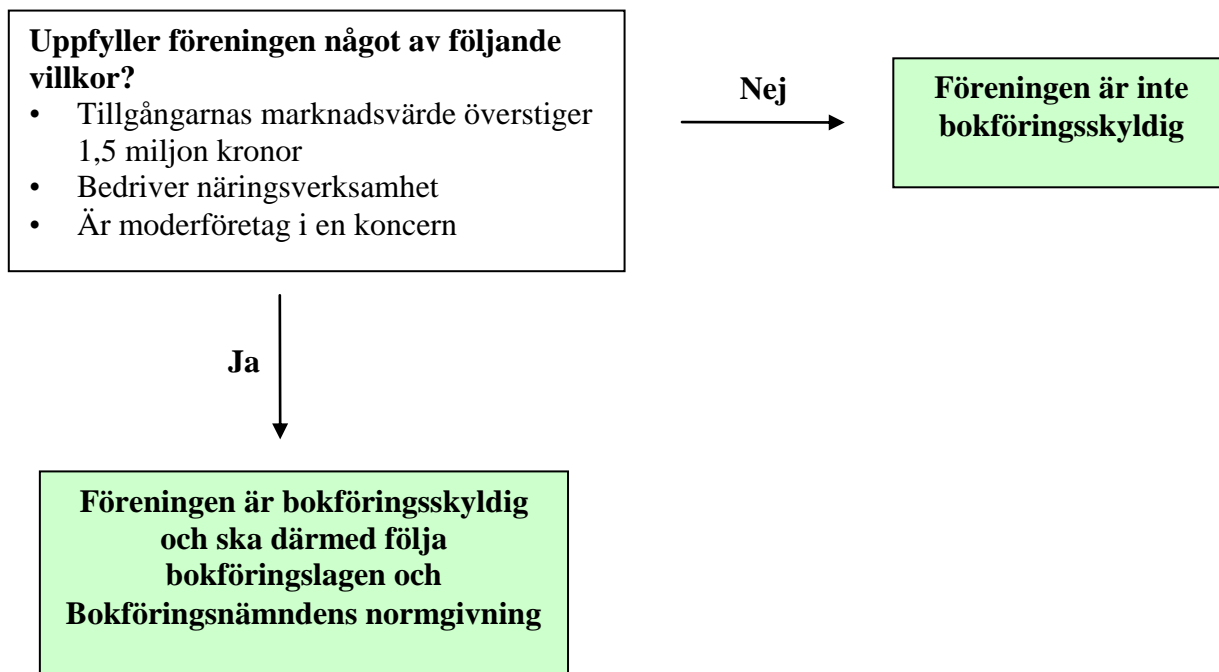 Uppfyller föreningen något av följande
villkor?
• Tillgångarnas marknadsvärde överstiger
1,5 miljon kronor
• Bedriver näringsverksamhet
• Är moderföretag i en koncern
Nej
Föreningen är inte
bokföringsskyldig
Ja
Föreningen är bokföringsskyldig
och ska därmed följa
bokföringslagen och
Bokföringsnämndens normgivning